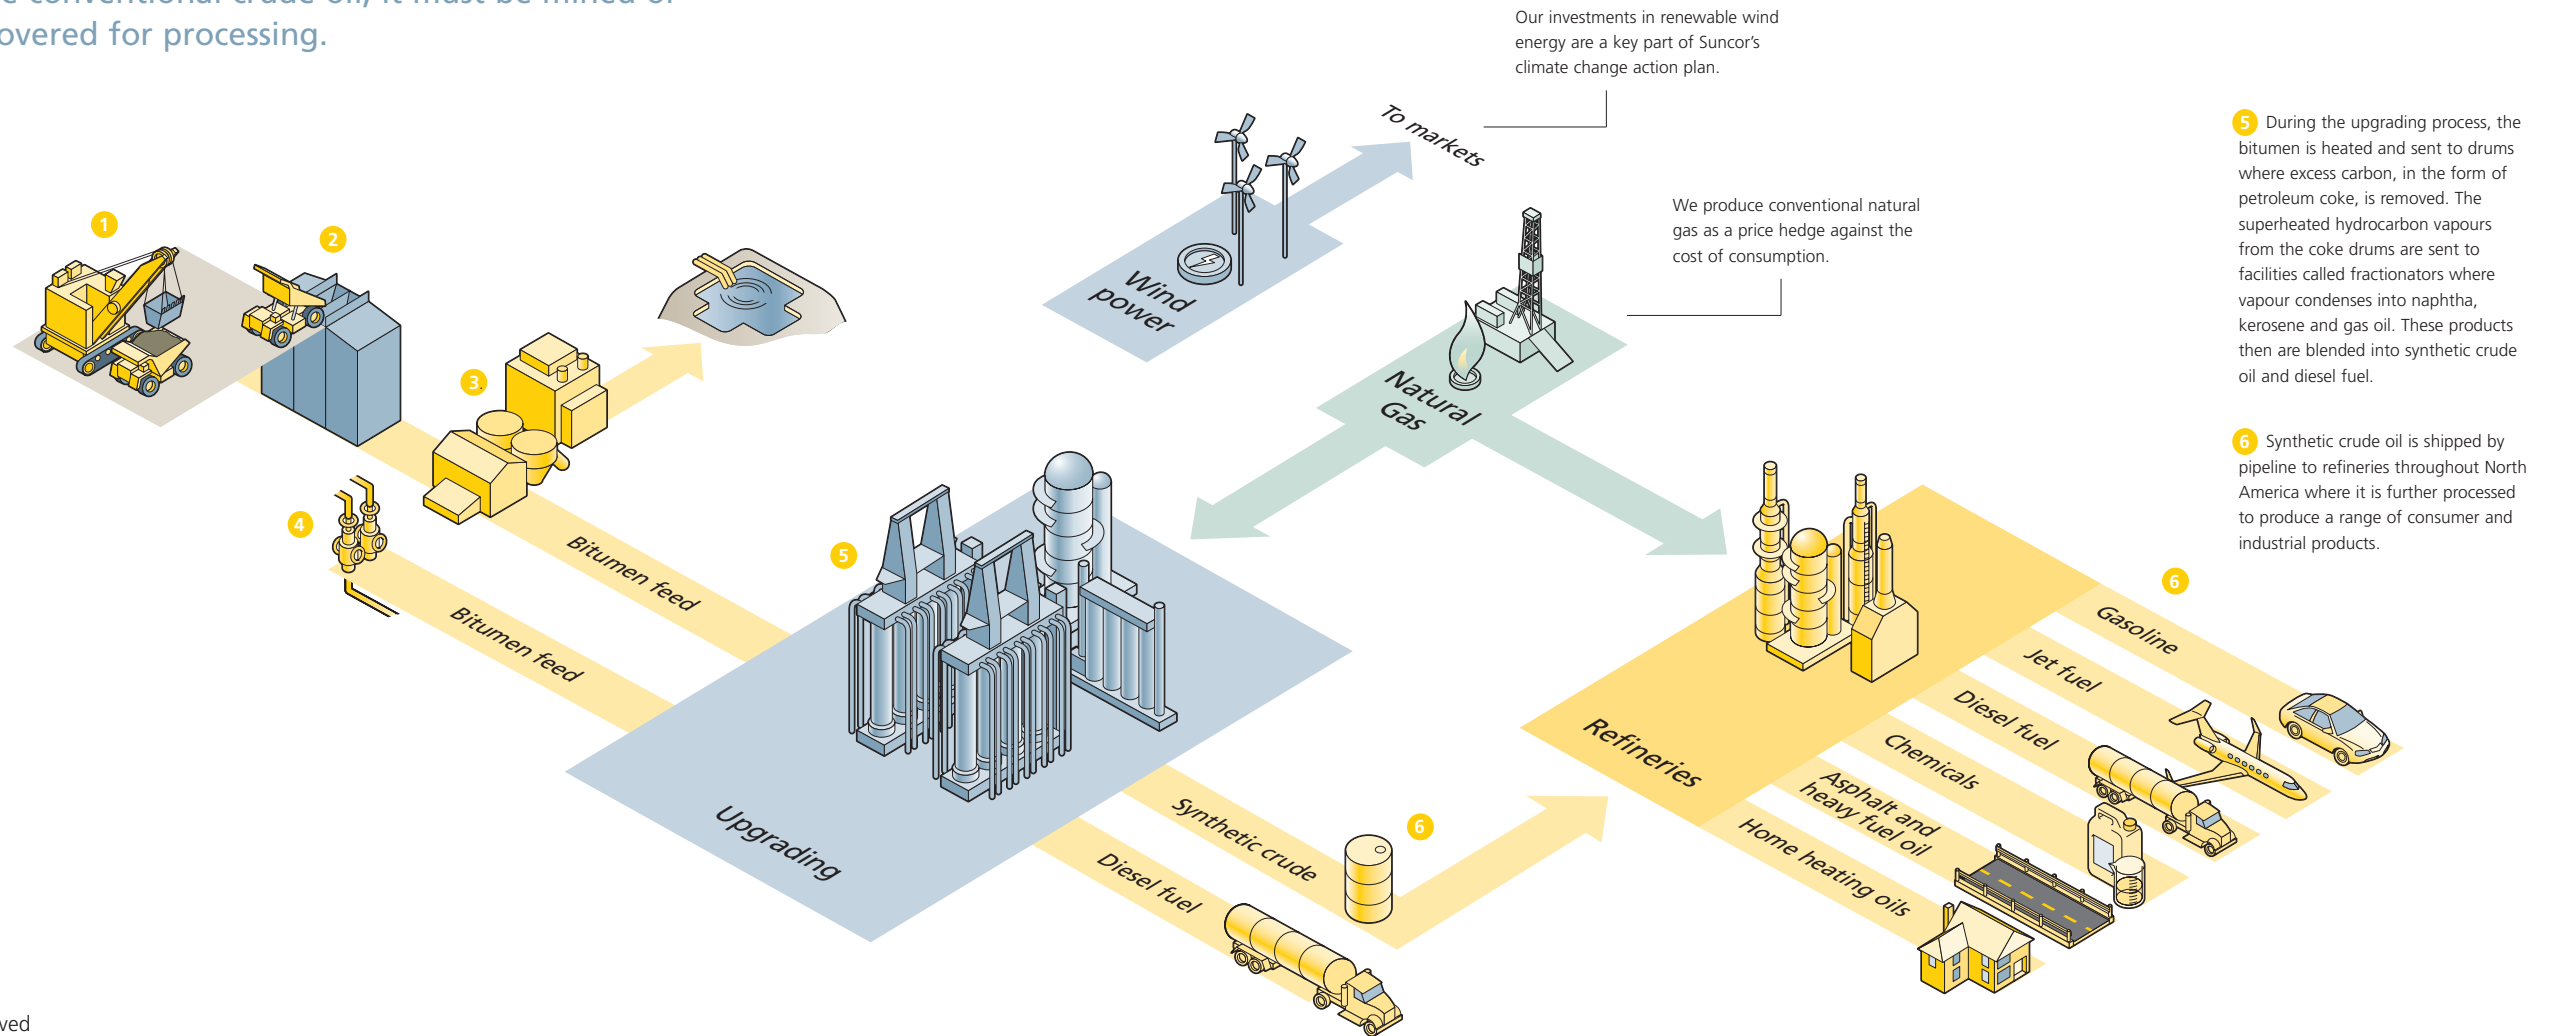 e conventional crude oil, it must be mined or
overed for processing.
Our investments in renewable wind
energy are a key part of Suncor’s
climate change action plan.
To markets
We produce conventional natural
gas as a price hedge against the
cost of consumption.
Wind
power
Natural
Gas
1
2
3
4
5
Bitumen feed
Bitumen feed
Upgrading
Synthetic crude
6
Diesel fuel
Refineries
6
Gasoline
Jet fuel
Diesel fuel
Chemicals
Asphalt and
heavy fuel oil
Home heating oils
5 During the upgrading process, the
bitumen is heated and sent to drums
where excess carbon, in the form of
petroleum coke, is removed. The
superheated hydrocarbon vapours
from the coke drums are sent to
facilities called fractionators where
vapour condenses into naphtha,
kerosene and gas oil. These products
then are blended into synthetic crude
oil and diesel fuel.
6 Synthetic crude oil is shipped by
pipeline to refineries throughout North
America where it is further processed
to produce a range of consumer and
industrial products.
ved